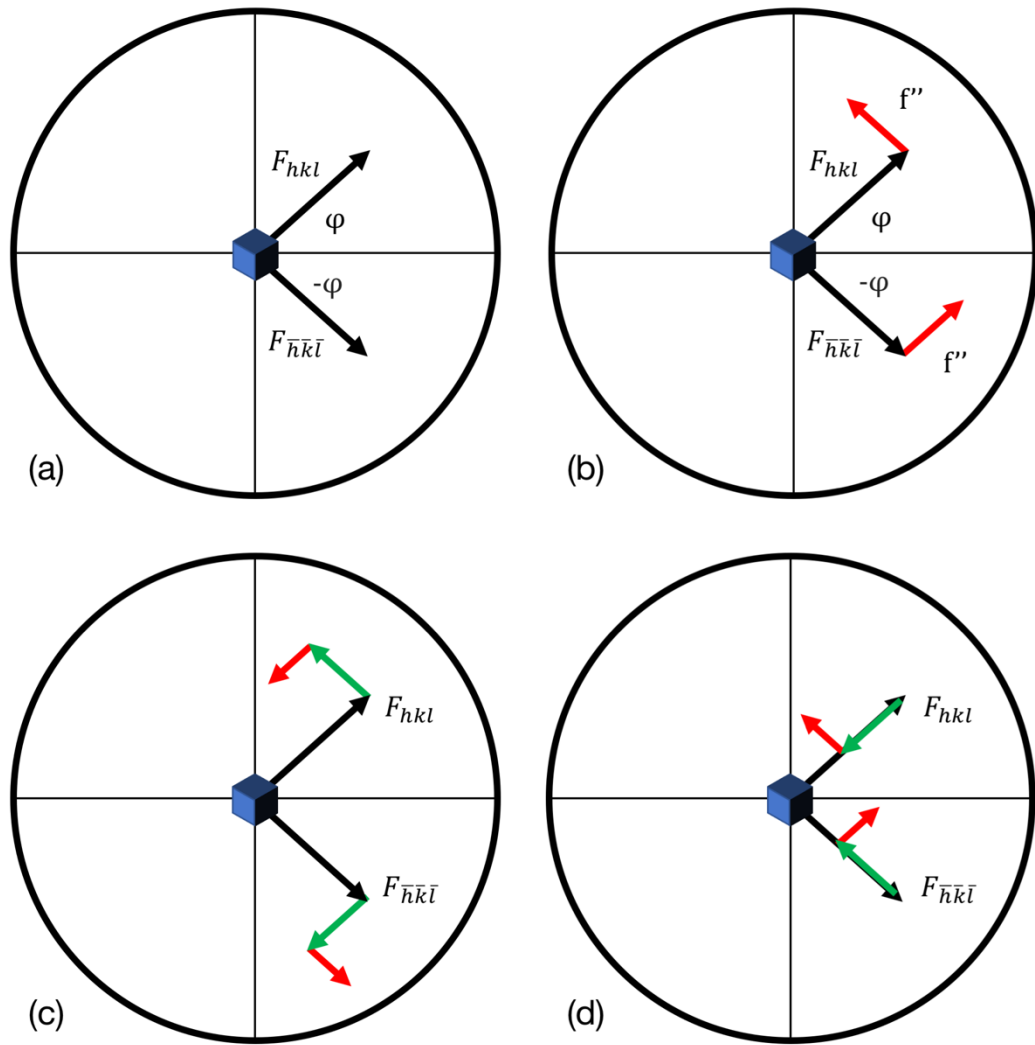 F_hkl
φ
-φ
F_h̅k̅l̅
(a)
f’’
F_hkl
φ
-φ
F_h̅k̅l̅
f’’
(b)
F_hkl
F_h̅k̅l̅
(c)
F_hkl
F_h̅k̅l̅
(d)